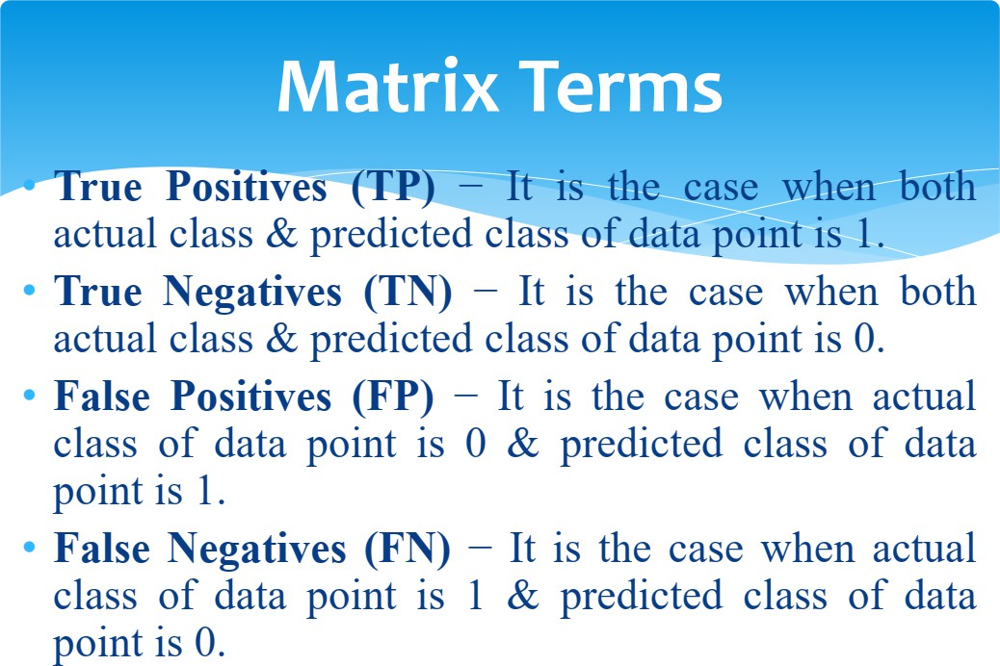 Matrix Terms
• True Positives (TP) − It is the case when both
actual class & predicted class of data point is 1.
• True Negatives (TN) − It is the case when both
actual class & predicted class of data point is 0.
• False Positives (FP) − It is the case when actual
class of data point is 0 & predicted class of data
point is 1.
• False Negatives (FN) − It is the case when actual
class of data point is 1 & predicted class of data
point is 0.